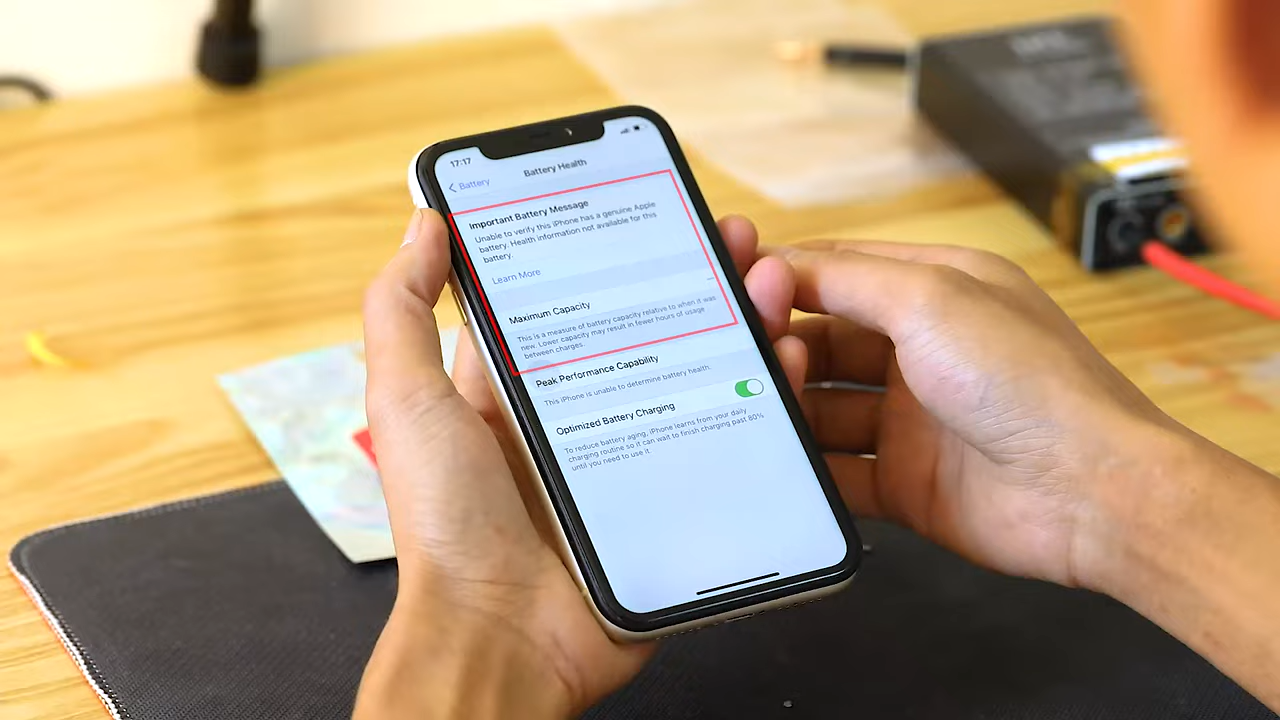 17:17
Battery
Battery Health
Important Battery Message
Unable to verify this iPhone has a genuine Apple
battery. Health information not available for this
battery.
Learn More
Maximum Capacity
This is a measure of battery capacity relative to when it was
new. Lower capacity may result in fewer hours of usage
between charges.
Peak Performance Capability
This iPhone is unable to determine battery health.
Optimized Battery Charging
To reduce battery aging, iPhone learns from your daily
charging routine so it can wait to finish charging past 80%
until you need to use it.